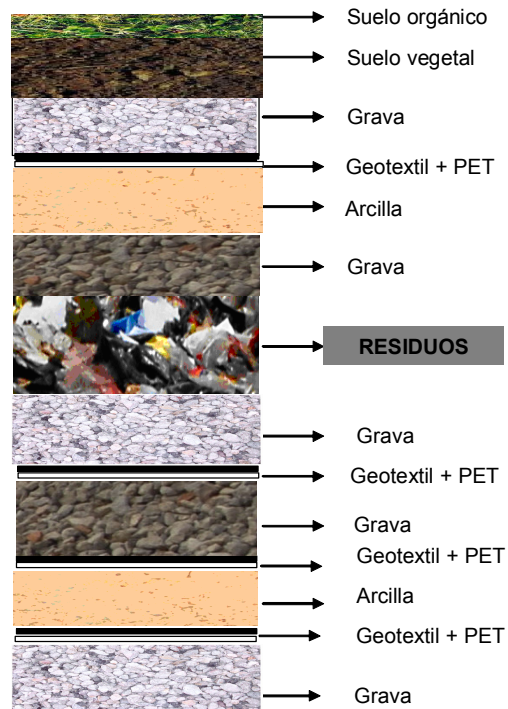 Suelo orgánico
Suelo vegetal
Grava
Geotextil + PET
Arcilla
Grava
RESIDUOS
Grava
Geotextil + PET
Grava
Geotextil + PET
Arcilla
Geotextil + PET
Grava